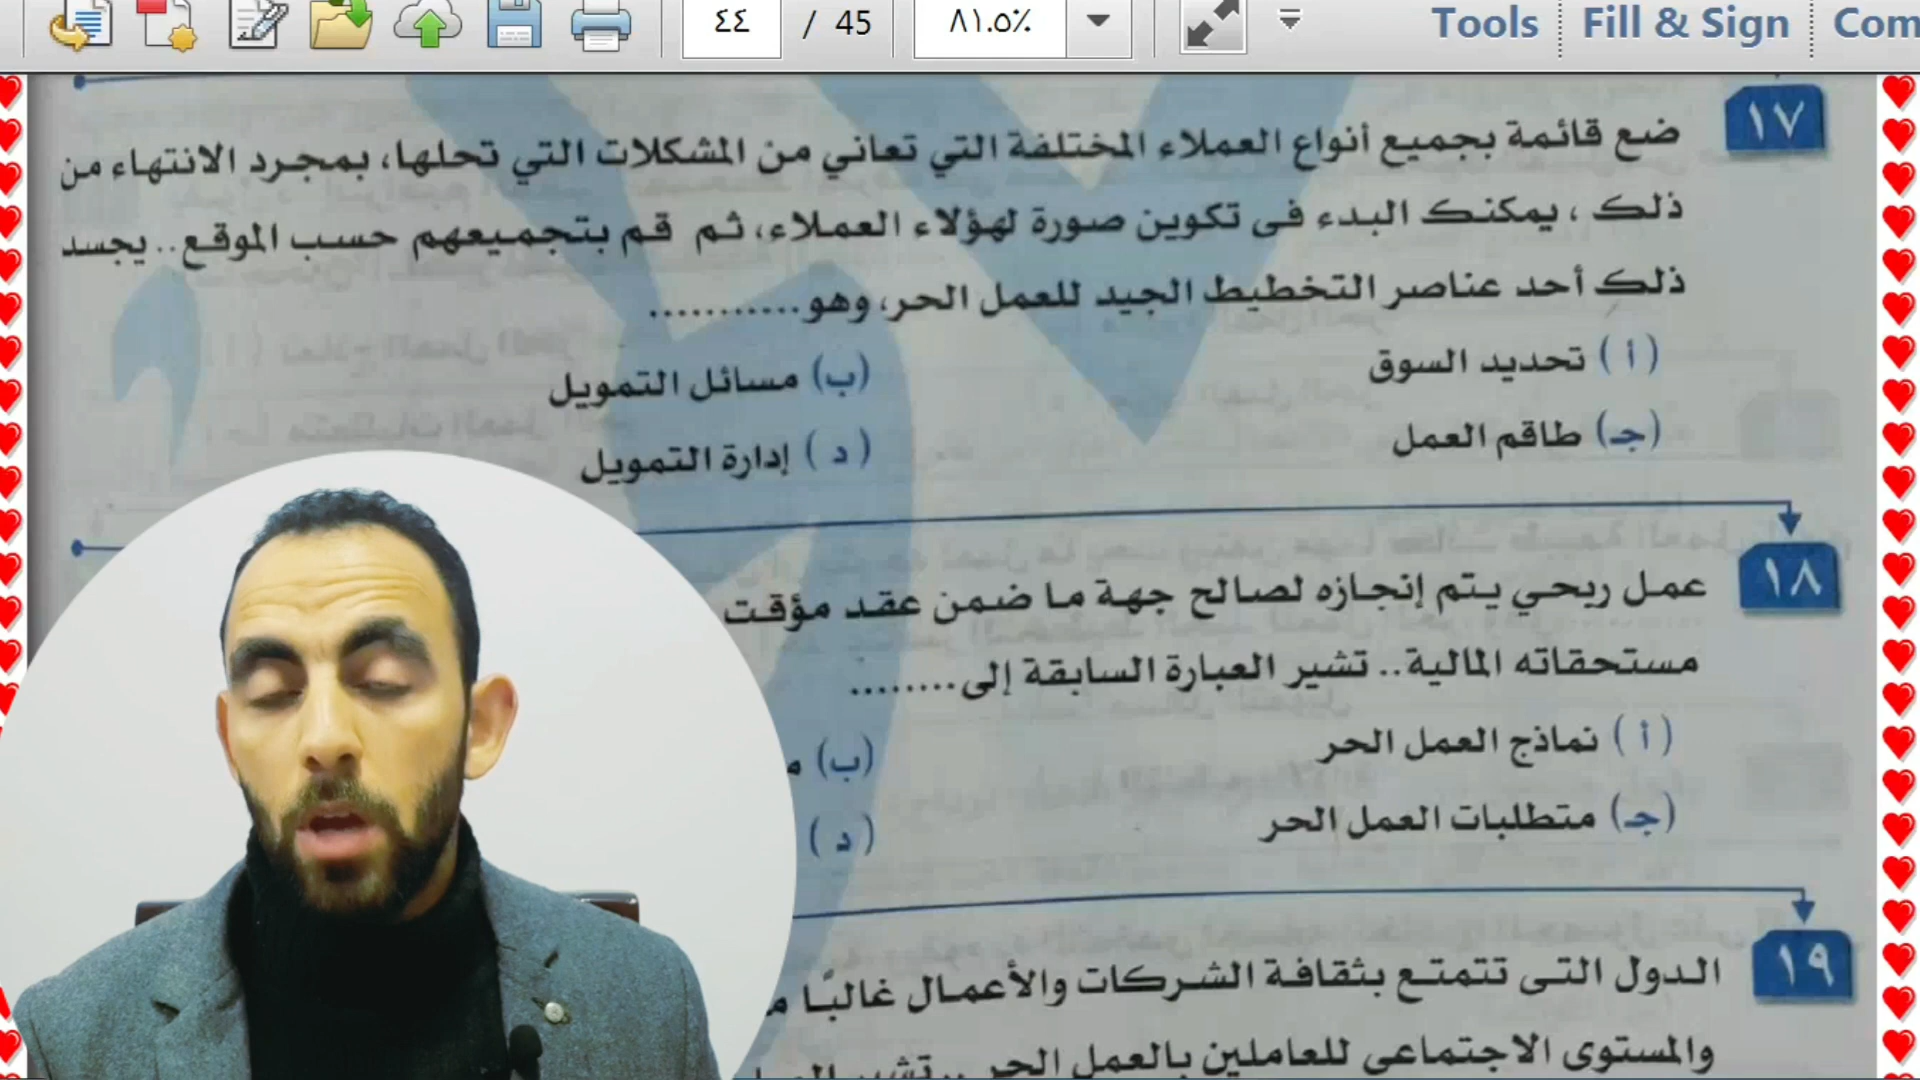 ٤٤ / 45 ٨١.٥٪ Tools Fill & Sign Com
١٧
ضع قائمة بجميع أنواع العملاء المختلفة التي تعاني من المشكلات التي تحلها، بمجرد الانتهاء من
ذلك ، يمكنك البدء فى تكوين صورة لهؤلاء العملاء، ثم قم بتجميعهم حسب الموقع.. يجسد
ذلك أحد عناصر التخطيط الجيد للعمل الحر، وهو ...........
( أ ) تحديد السوق (ب) مسائل التمويل
(جـ) طاقم العمل ( د ) إدارة التمويل
١٨
عمل ربحي يتم إنجازه لصالح جهة ما ضمن عقد مؤقت
مستحقاته المالية.. تشير العبارة السابقة إلى ........
( أ ) نماذج العمل الحر (ب)
(جـ) متطلبات العمل الحر ( د )
١٩
الدول التى تتمتع بثقافة الشركات والأعمال غالبًا
والمستوى الاجتماعى للعاملين بالعمل الحر .. تشير